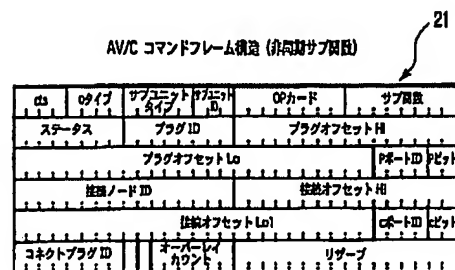 21
AV/C コマンドフレーム構造 (非同期サブ関数)
cts Cタイプ サブユニットタイプ サブユニットID OPカード サブ関数
ステータス プラグID プラグオフセットHi
プラグオフセットLo PポートID Pビット
接続ノードID 接続オフセットHi
接続オフセットLo1 CポートID cビット
コネクトプラグID オーバーレイカウント リザーブ